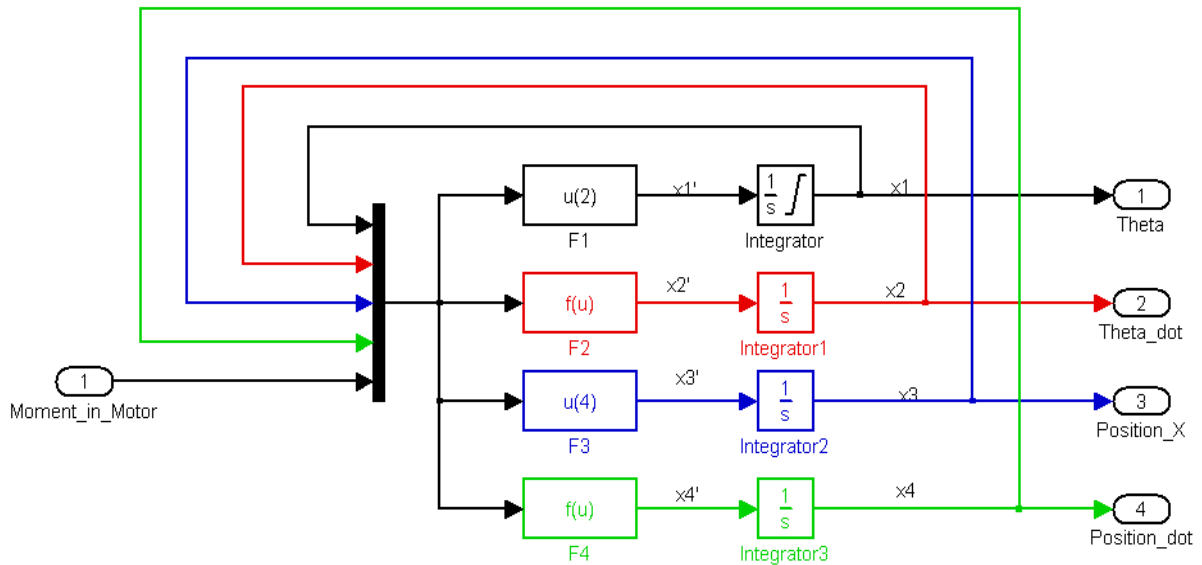 u(2)
F1
x1'
1
s
Integrator
x1
1
Theta
f(u)
F2
x2'
1
s
Integrator1
x2
2
Theta_dot
1
Moment_in_Motor
u(4)
F3
x3'
1
s
Integrator2
x3
3
Position_X
f(u)
F4
x4'
1
s
Integrator3
x4
4
Position_dot